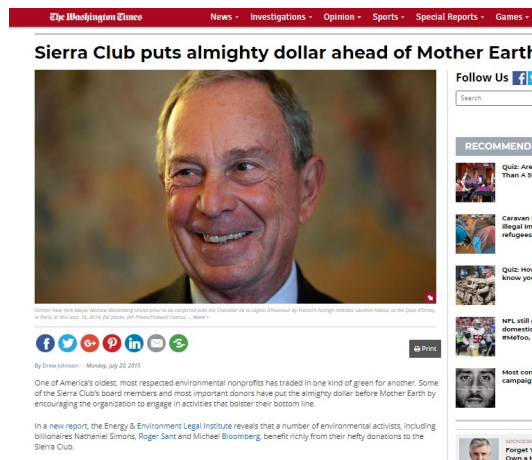 The Washington Times
News Investigations Opinion Sports Special Reports Games
Sierra Club puts almighty dollar ahead of Mother Earth
Follow Us
Search
RECOMMEND
Quiz: Are
Than A S
Caravan
illegal im
refugees
Quiz: How
know you
NFL still
domestic
#MeToo,
Most con
campaig
SPONSOR
Forget
Own a H
Former New York Mayor Michael Bloomberg smiles prior to be conferred with the Chevalier de la Legion d'Honneur by France's Foreign minister Laurent Fabius, at the Quai d'Orsay,
in Paris, in this Sept. 16, 2014, file photo. (AP Photo/Thibault Camus, ... more >
Print
By Drew Johnson - - Monday, July 20, 2015
One of America's oldest, most respected environmental nonprofits has traded in one kind of green for another. Some
of the Sierra Club's board members and most important donors have put the almighty dollar before Mother Earth by
encouraging the organization to engage in activities that bolster their bottom line.
In a new report, the Energy & Environment Legal Institute reveals that a number of environmental activists, including
billionaires Nathaniel Simons, Roger Sant and Michael Bloomberg, benefit richly from their hefty donations to the
Sierra Club.